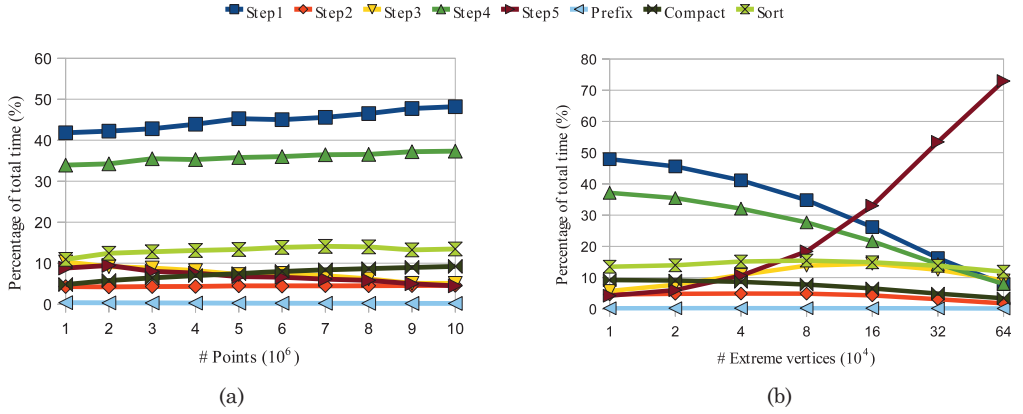 Step1 Step2 Step3 Step4 Step5 Prefix Compact Sort
Percentage of total time (%)
60
50
40
30
20
10
0
1 2 3 4 5 6 7 8 9 10
# Points (10⁶)
(a)
Percentage of total time (%)
80
70
60
50
40
30
20
10
0
1 2 4 8 16 32 64
# Extreme vertices (10⁴)
(b)